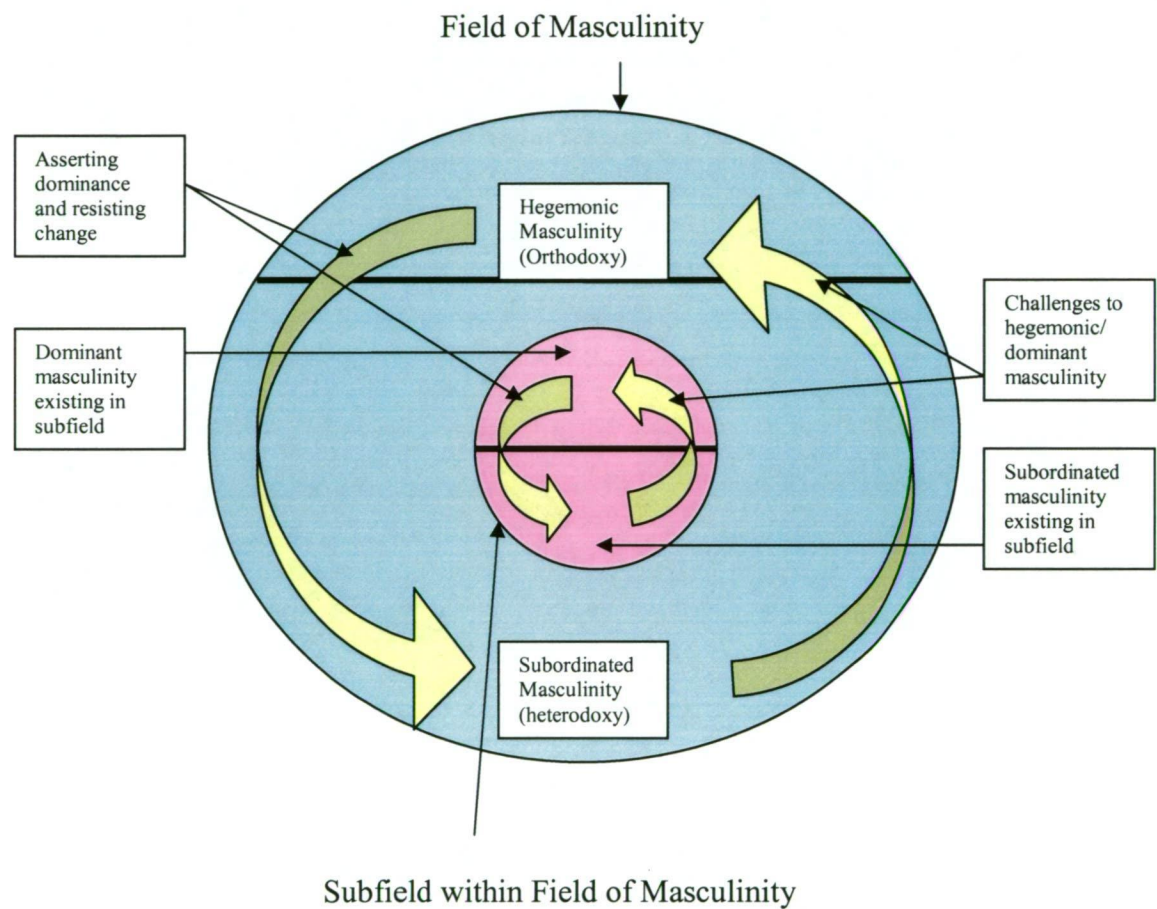 Field of Masculinity
Asserting
dominance
and resisting
change
Hegemonic
Masculinity
(Orthodoxy)
Challenges to
hegemonic/
dominant
masculinity
Dominant
masculinity
existing in
subfield
Subordinated
masculinity
existing in
subfield
Subordinated
Masculinity
(heterodoxy)
Subfield within Field of Masculinity